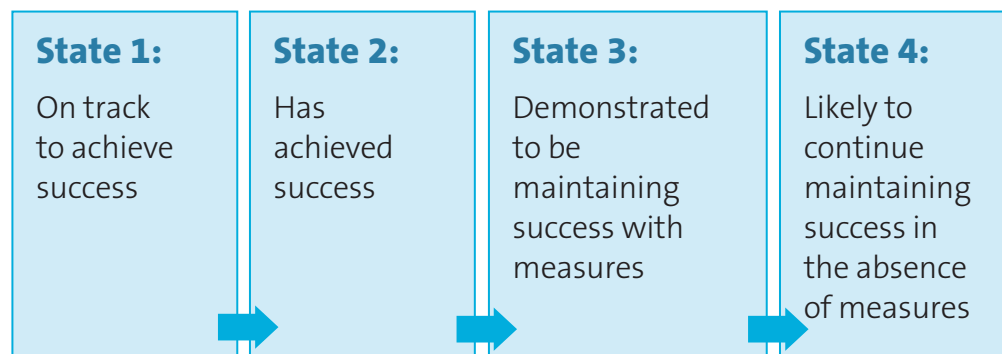 State 1:
On track
to achieve
success
State 2:
Has
achieved
success
State 3:
Demonstrated
to be
maintaining
success with
measures
State 4:
Likely to
continue
maintaining
success in
the absence
of measures